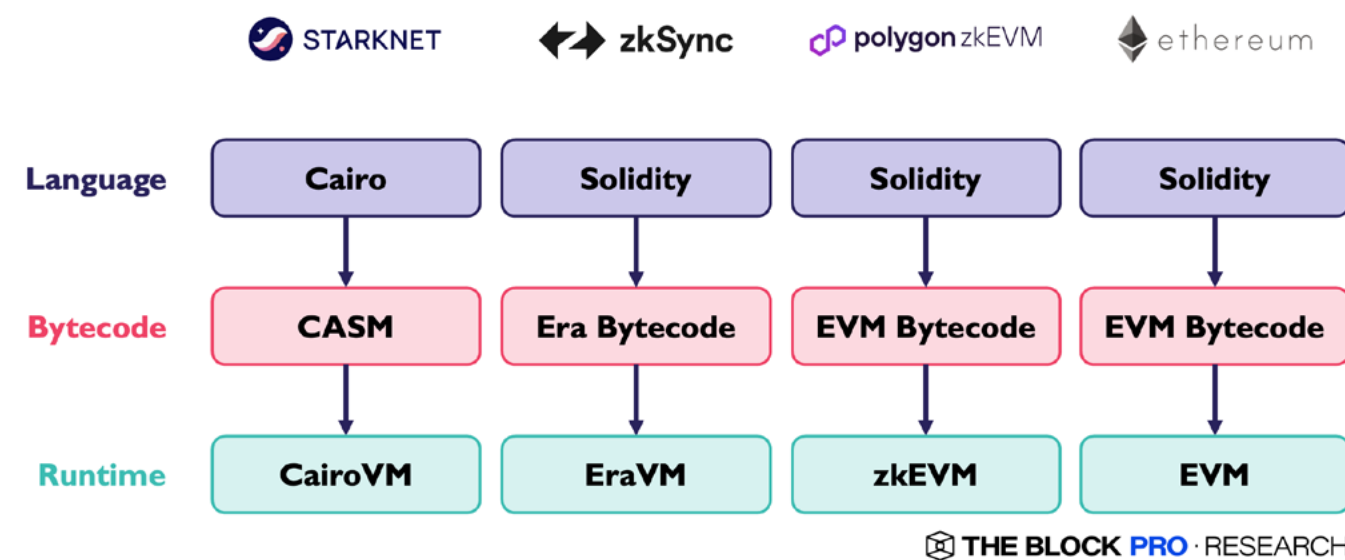 STARKNET zkSync polygon zkEVM ethereum
Language Cairo Solidity Solidity Solidity
Bytecode CASM Era Bytecode EVM Bytecode EVM Bytecode
Runtime CairoVM EraVM zkEVM EVM
THE BLOCK PRO · RESEARCH